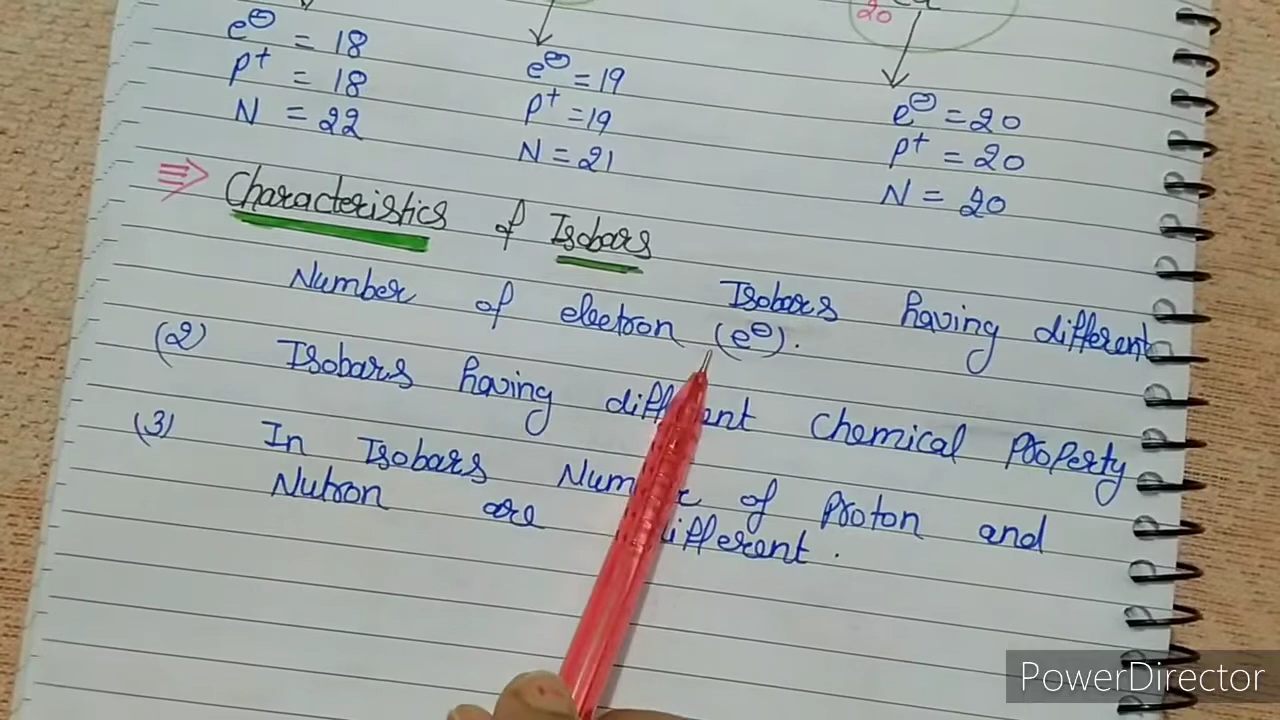 20
e⊖ = 18
P+ = 18
N = 22
e⊖ = 19
P+ = 19
N = 21
e⊖ = 20
P+ = 20
N = 20
⇛ Characteristics of Isobars
Isobars having different
Number of electron (e⊖).
(2) Isobars having different Chemical Property
(3) In Isobars Number of Proton and
Nutron are different.
PowerDirector